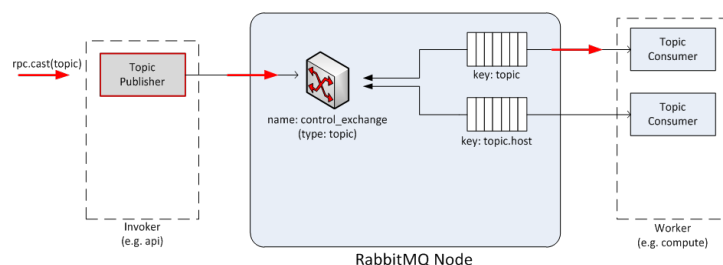 rpc.cast(topic)
Topic
Publisher
Invoker
(e.g. api)
name: control_exchange
(type: topic)
key: topic
key: topic.host
RabbitMQ Node
Topic
Consumer
Topic
Consumer
Worker
(e.g. compute)